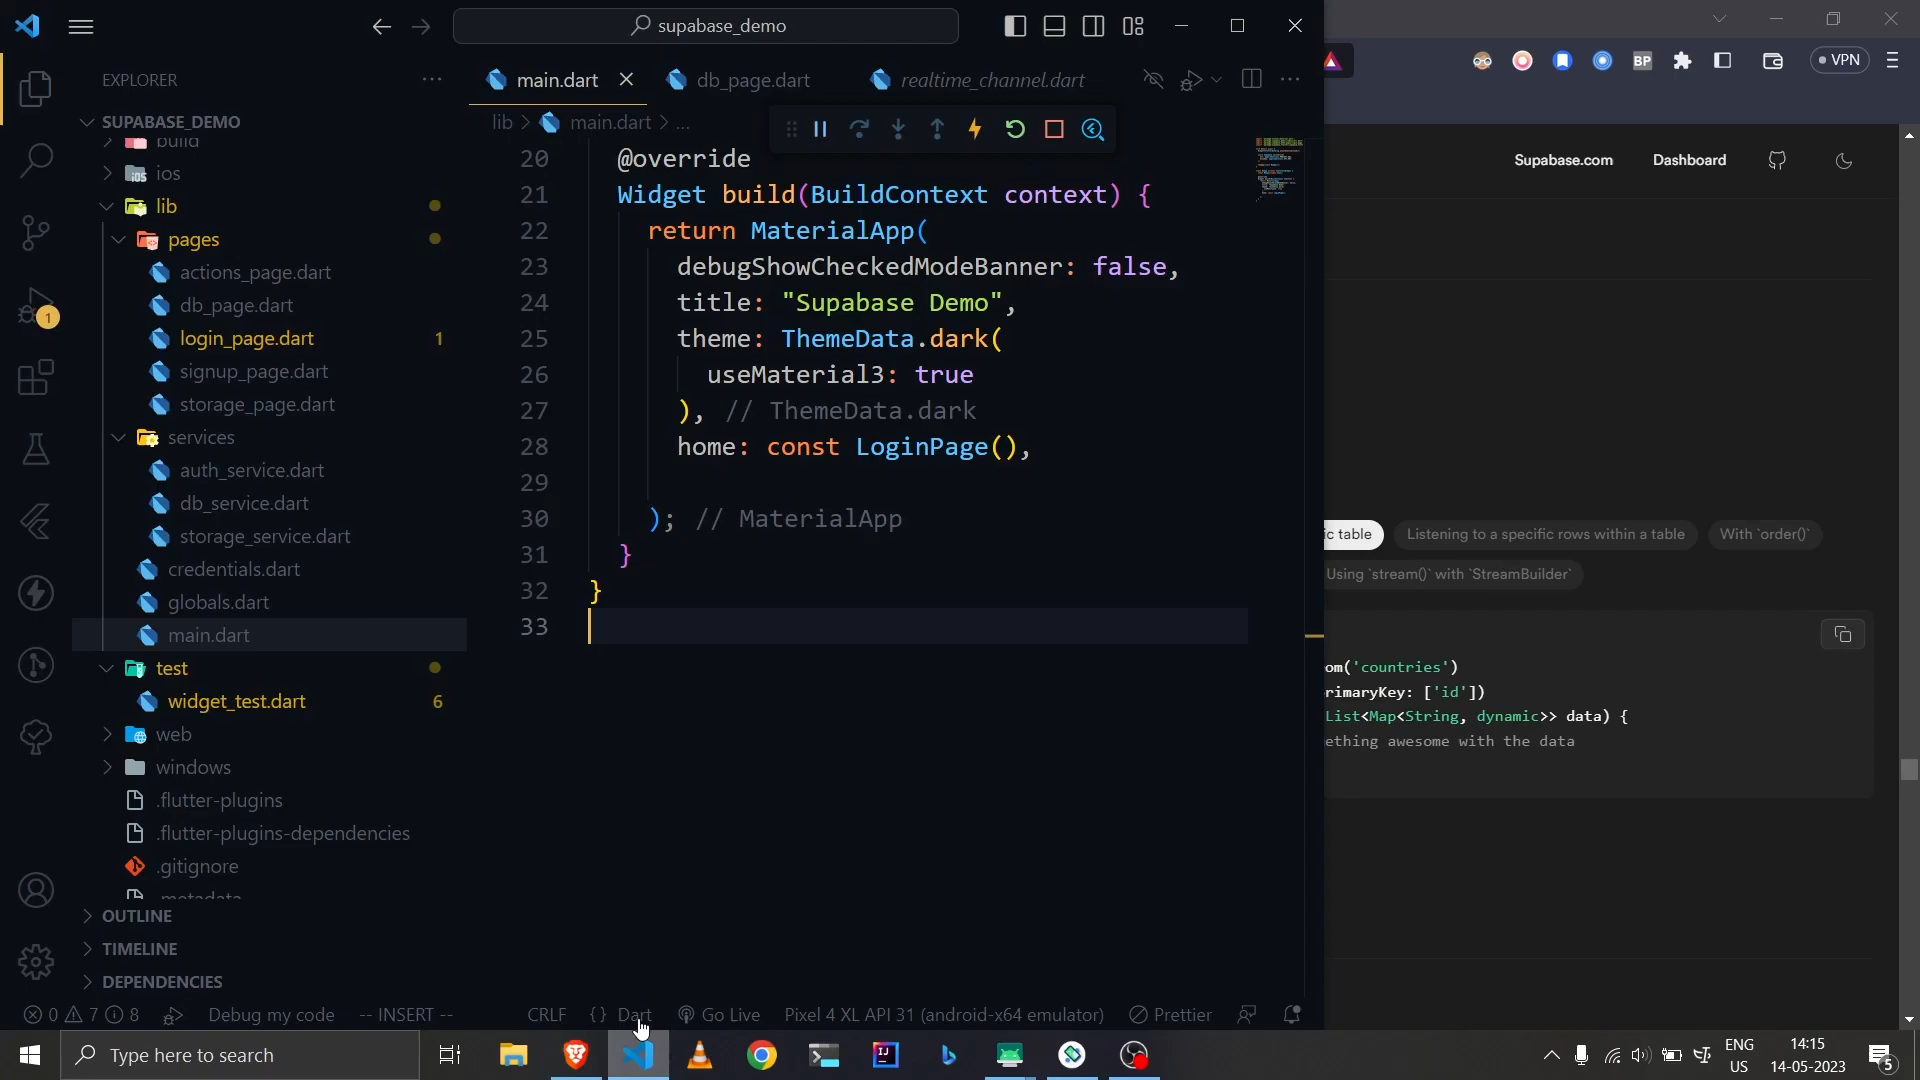 supabase_demo
VPN
BP
EXPLORER
main.dart
db_page.dart
realtime_channel.dart
SUPABASE_DEMO
lib > main.dart > ...
build
ios
lib
pages
actions_page.dart
db_page.dart
login_page.dart 1
signup_page.dart
storage_page.dart
services
auth_service.dart
db_service.dart
storage_service.dart
credentials.dart
globals.dart
main.dart
test
widget_test.dart 6
web
windows
.flutter-plugins
.flutter-plugins-dependencies
.gitignore
.metadata
OUTLINE
TIMELINE
DEPENDENCIES
1
20 @override
21 Widget build(BuildContext context) {
22 return MaterialApp(
23 debugShowCheckedModeBanner: false,
24 title: "Supabase Demo",
25 theme: ThemeData.dark(
26 useMaterial3: true
27 ), // ThemeData.dark
28 home: const LoginPage(),
29
30 ); // MaterialApp
31 }
32 }
33
Supabase.com
Dashboard
ic table
Listening to a specific rows within a table
With `order()`
Using `stream()` with `StreamBuilder`
om('countries')
rimaryKey: ['id'])
List<Map<String, dynamic>> data) {
ething awesome with the data
0 7 8
Debug my code
-- INSERT --
CRLF
{ } Dart
Go Live
Pixel 4 XL API 31 (android-x64 emulator)
Prettier
Type here to search
ENG
US
14:15
14-05-2023
5